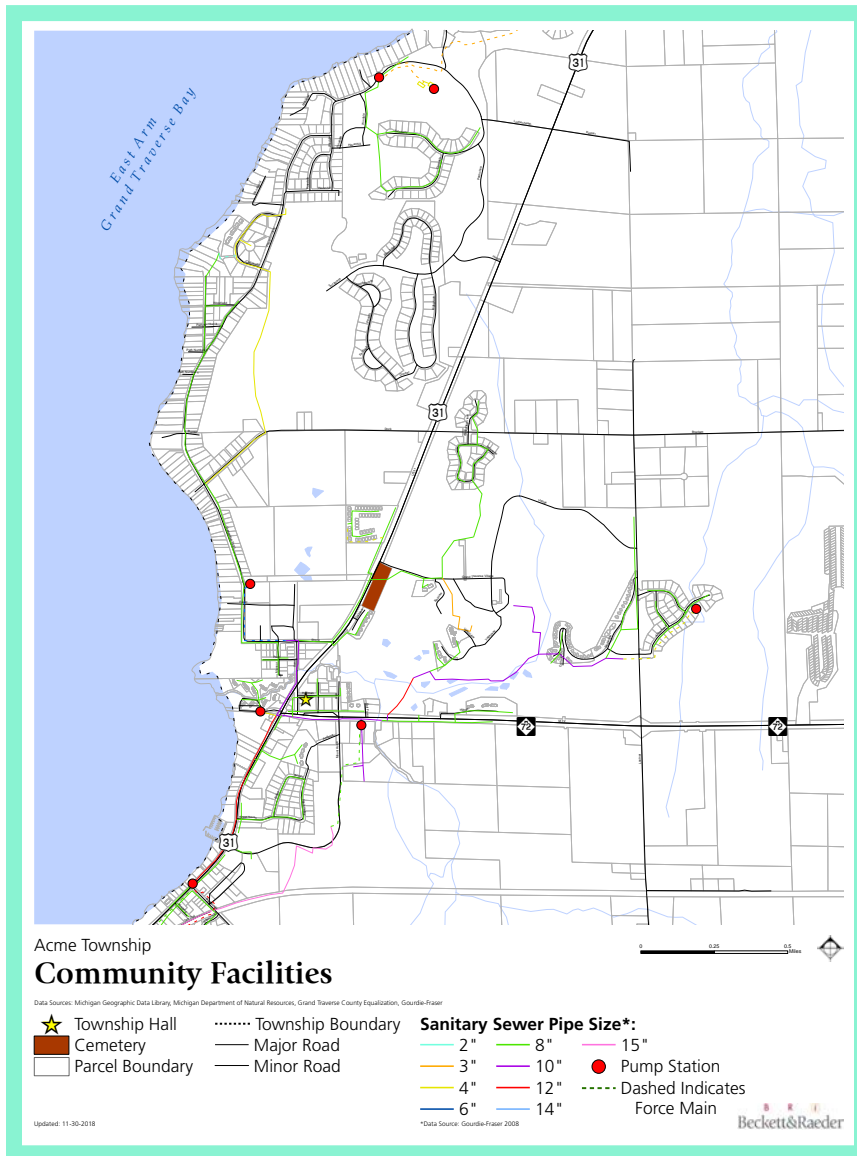 31
East Arm
Grand Traverse Bay
31
72
72
31
Acme Township
0
0.25
0.5
Miles
Community Facilities
Data Sources: Michigan Geographic Data Library, Michigan Department of Natural Resources, Grand Traverse County Equalization, Gourdie-Fraser
Township Hall
Cemetery
Parcel Boundary
Township Boundary
Major Road
Minor Road
Sanitary Sewer Pipe Size*:
2"
3"
4"
6"
8"
10"
12"
14"
15"
Pump Station
Dashed Indicates
Force Main
Updated: 11-30-2018
*Data Source: Gourdie-Fraser 2008
B R i
Beckett&Raeder